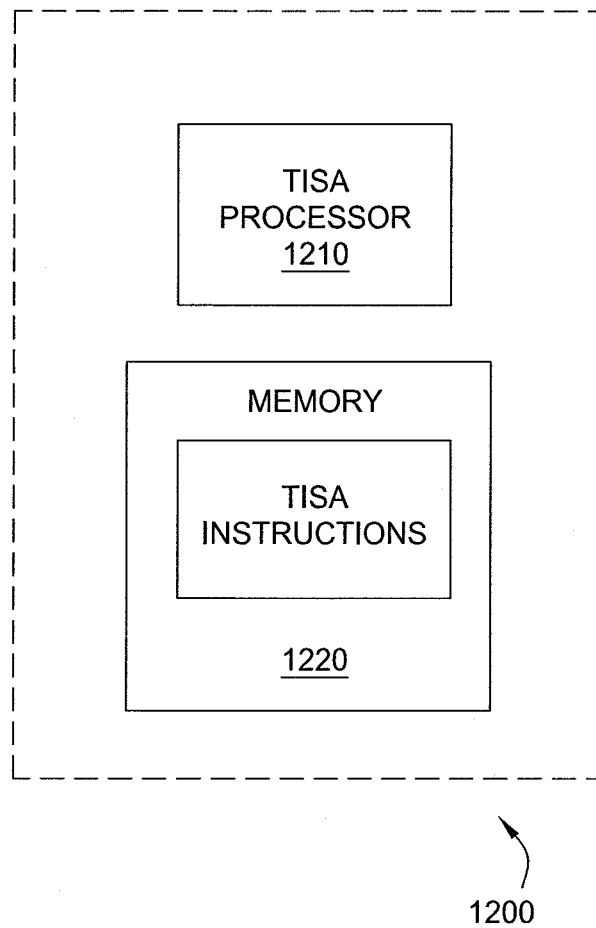 TISA
PROCESSOR
1210
MEMORY
TISA
INSTRUCTIONS
1220
1200